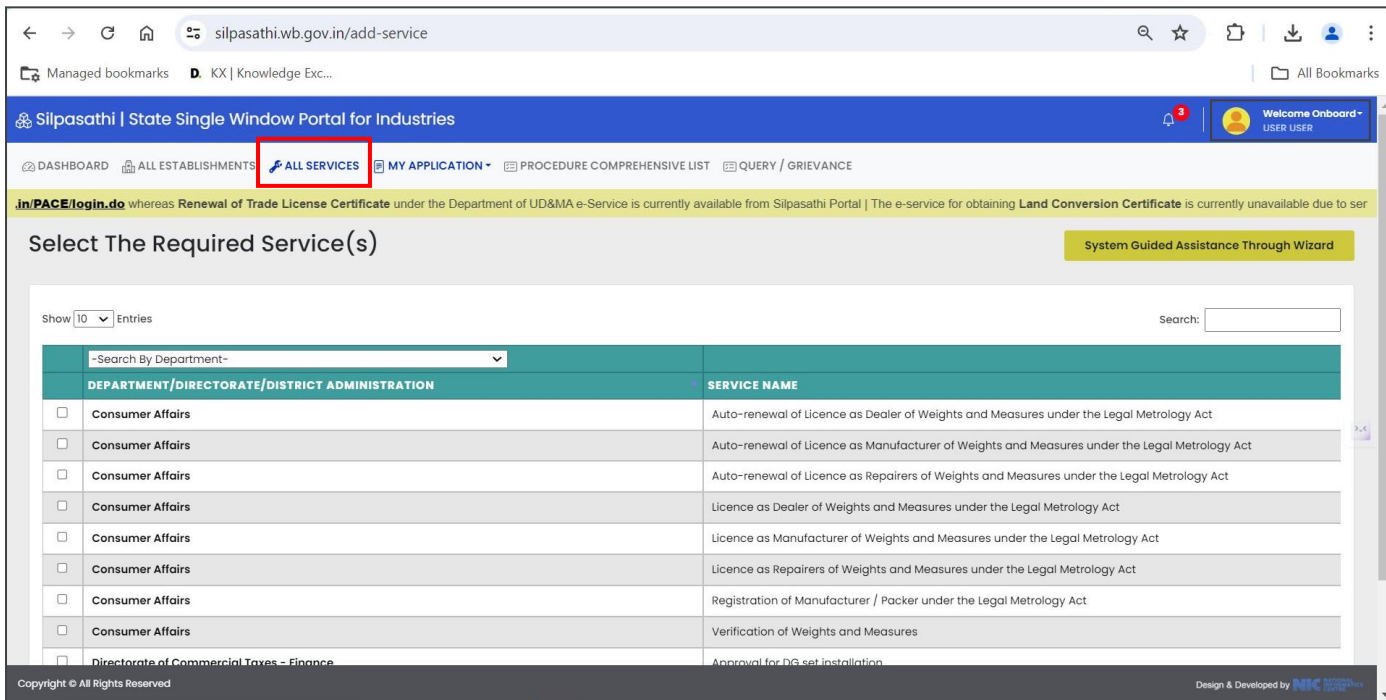 silpasathi.wb.gov.in/add-service
Managed bookmarks D. KX | Knowledge Exc... All Bookmarks
Silpasathi | State Single Window Portal for Industries 3 Welcome Onboard
USER USER
DASHBOARD ALL ESTABLISHMENTS ALL SERVICES MY APPLICATION PROCEDURE COMPREHENSIVE LIST QUERY / GRIEVANCE
.in/PACE/login.do whereas Renewal of Trade License Certificate under the Department of UD&MA e-Service is currently available from Silpasathi Portal | The e-service for obtaining Land Conversion Certificate is currently unavailable due to ser
Select The Required Service(s) System Guided Assistance Through Wizard
Show 10 Entries Search:
-Search By Department-
DEPARTMENT/DIRECTORATE/DISTRICT ADMINISTRATION SERVICE NAME
Consumer Affairs Auto-renewal of Licence as Dealer of Weights and Measures under the Legal Metrology Act
Consumer Affairs Auto-renewal of Licence as Manufacturer of Weights and Measures under the Legal Metrology Act
Consumer Affairs Auto-renewal of Licence as Repairers of Weights and Measures under the Legal Metrology Act
Consumer Affairs Licence as Dealer of Weights and Measures under the Legal Metrology Act
Consumer Affairs Licence as Manufacturer of Weights and Measures under the Legal Metrology Act
Consumer Affairs Licence as Repairers of Weights and Measures under the Legal Metrology Act
Consumer Affairs Registration of Manufacturer / Packer under the Legal Metrology Act
Consumer Affairs Verification of Weights and Measures
Directorate of Commercial Taxes - Finance Approval for DG set installation
Copyright © All Rights Reserved Design & Developed by NIC NATIONAL INFORMATICS CENTRE